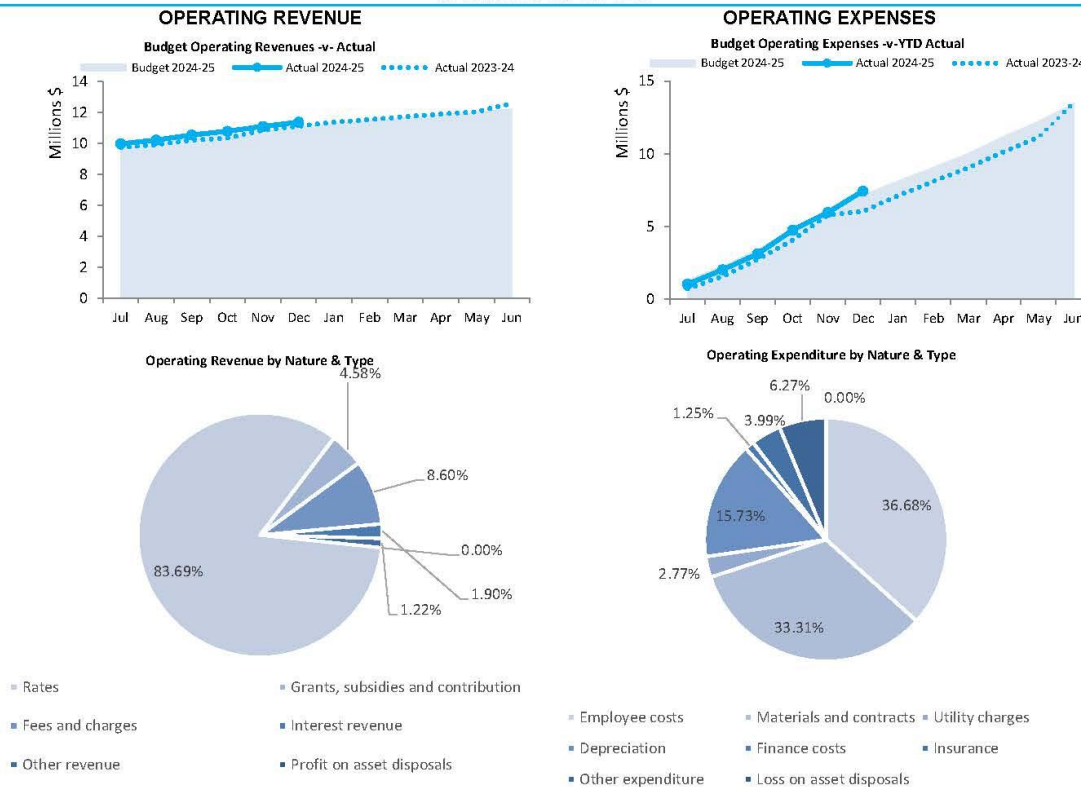 OPERATING REVENUE
Budget Operating Revenues -v- Actual
Budget 2024-25 Actual 2024-25 Actual 2023-24
Millions $
14
12
10
8
6
4
2
0
Jul Aug Sep Oct Nov Dec Jan Feb Mar Apr May Jun
Operating Revenue by Nature & Type
4.58%
8.60%
0.00%
1.90%
1.22%
83.69%
Rates Grants, subsidies and contribution
Fees and charges Interest revenue
Other revenue Profit on asset disposals
OPERATING EXPENSES
Budget Operating Expenses -v-YTD Actual
Budget 2024-25 Actual 2024-25 Actual 2023-24
Millions $
15
10
5
0
Jul Aug Sep Oct Nov Dec Jan Feb Mar Apr May Jun
Operating Expenditure by Nature & Type
6.27% 0.00%
1.25% 3.99%
36.68%
15.73%
2.77%
33.31%
Employee costs Materials and contracts Utility charges
Depreciation Finance costs Insurance
Other expenditure Loss on asset disposals